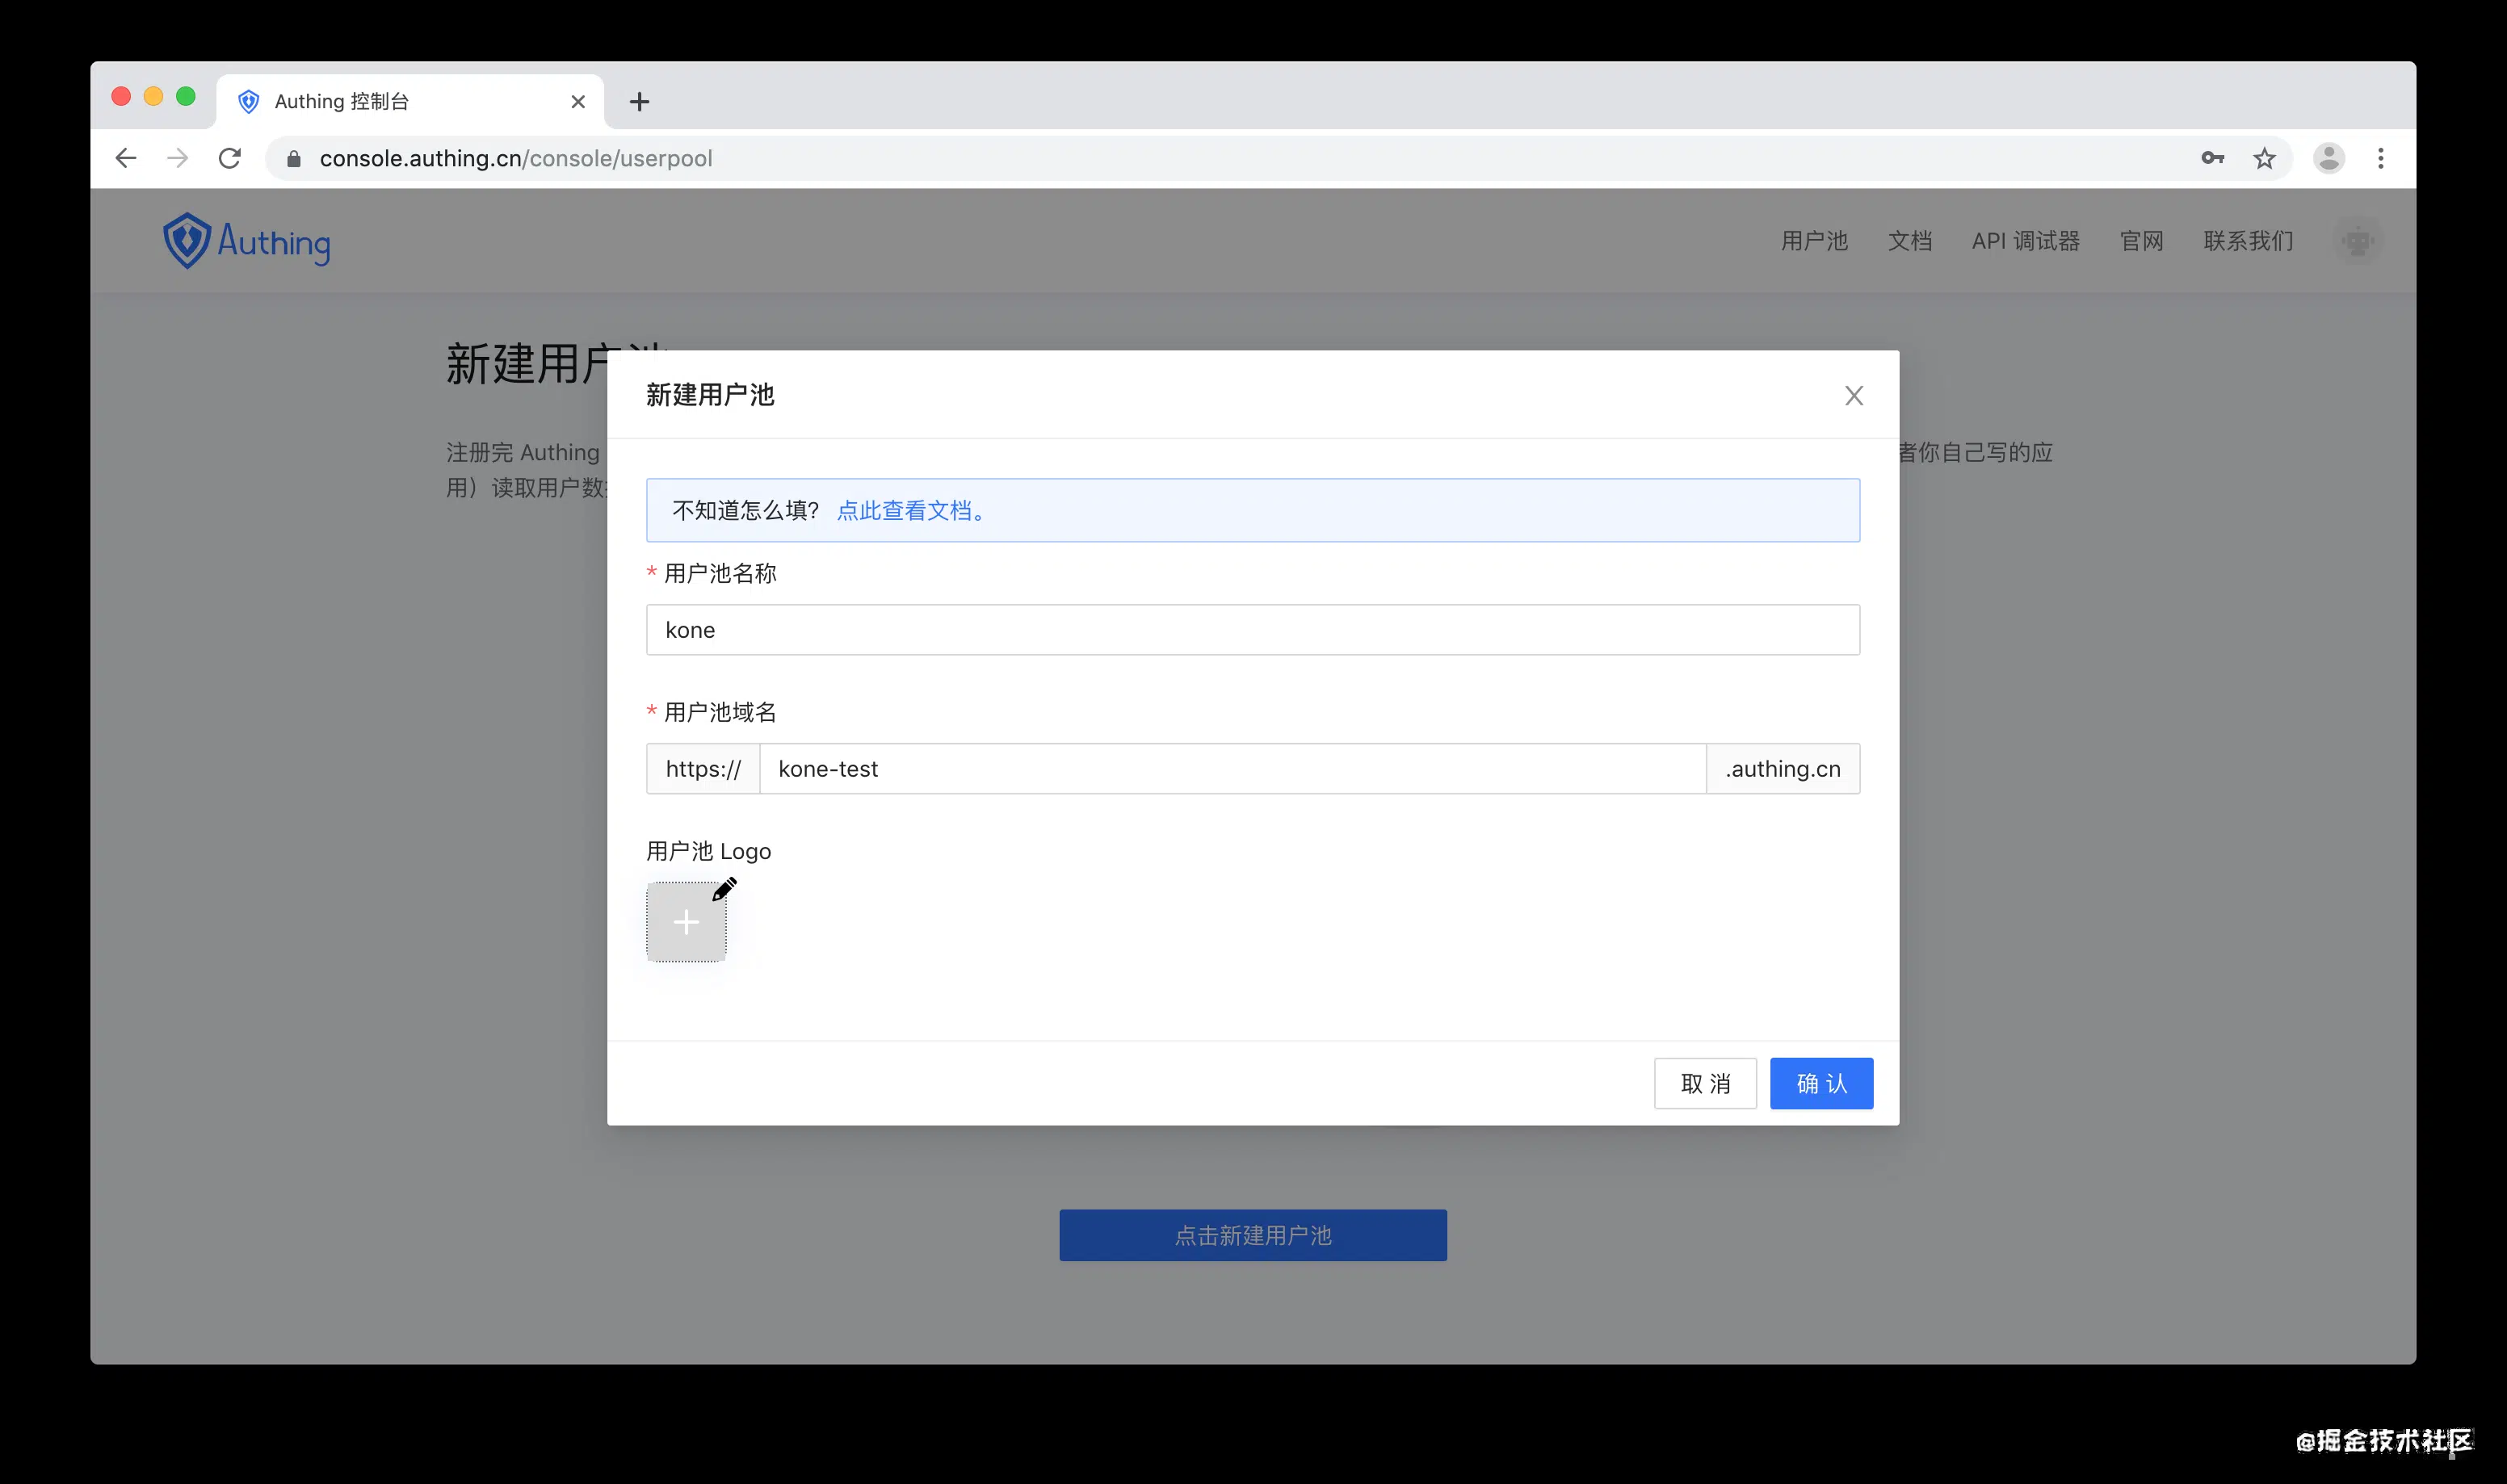 Authing 控制台
console.authing.cn/console/userpool
Authing
用户池 文档 API 调试器 官网 联系我们
新建用户池
注册完 Authing
者你自己写的应
用）读取用户数
新建用户池
不知道怎么填？ 点此查看文档。
* 用户池名称
kone
* 用户池域名
https:// kone-test .authing.cn
用户池 Logo
取 消 确 认
点击新建用户池
@掘金技术社区